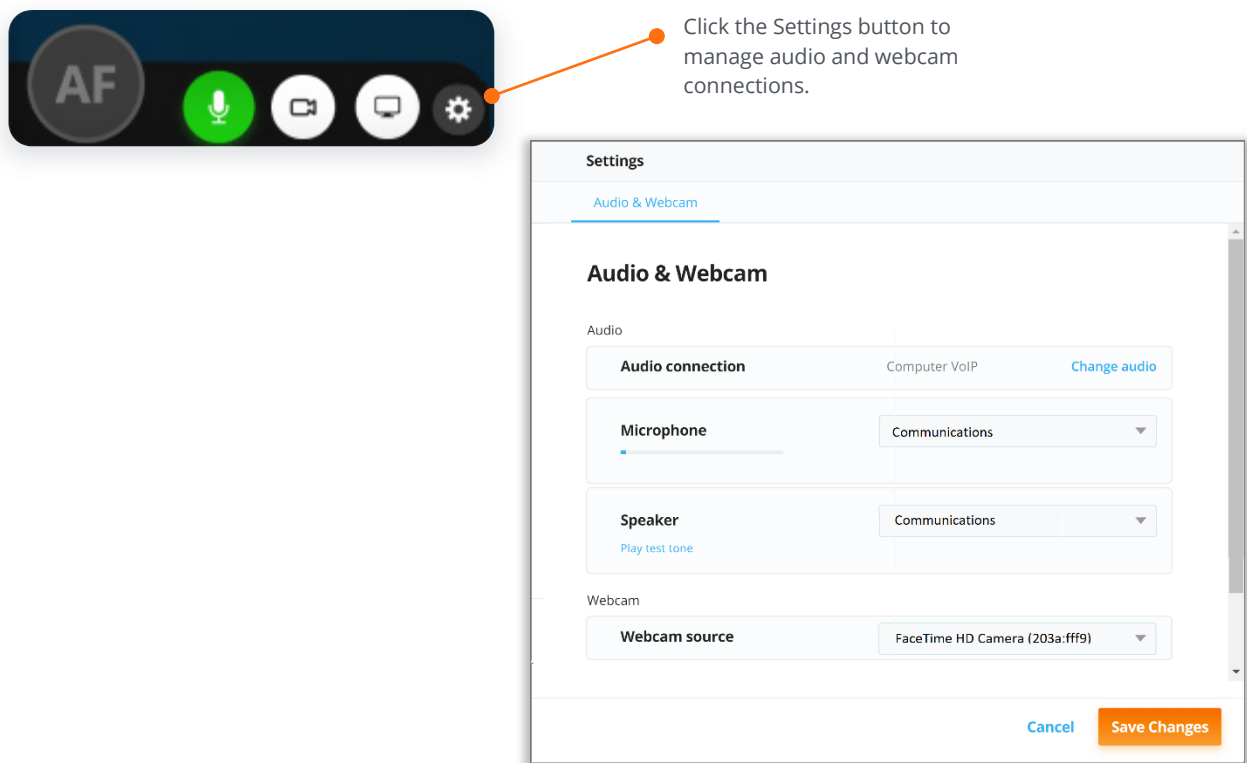 AF
Click the Settings button to
manage audio and webcam
connections.
Settings
Audio & Webcam
Audio & Webcam
Audio
Audio connection Computer VoIP Change audio
Microphone Communications
Speaker Communications
Play test tone
Webcam
Webcam source FaceTime HD Camera (203a:fff9)
Cancel Save Changes